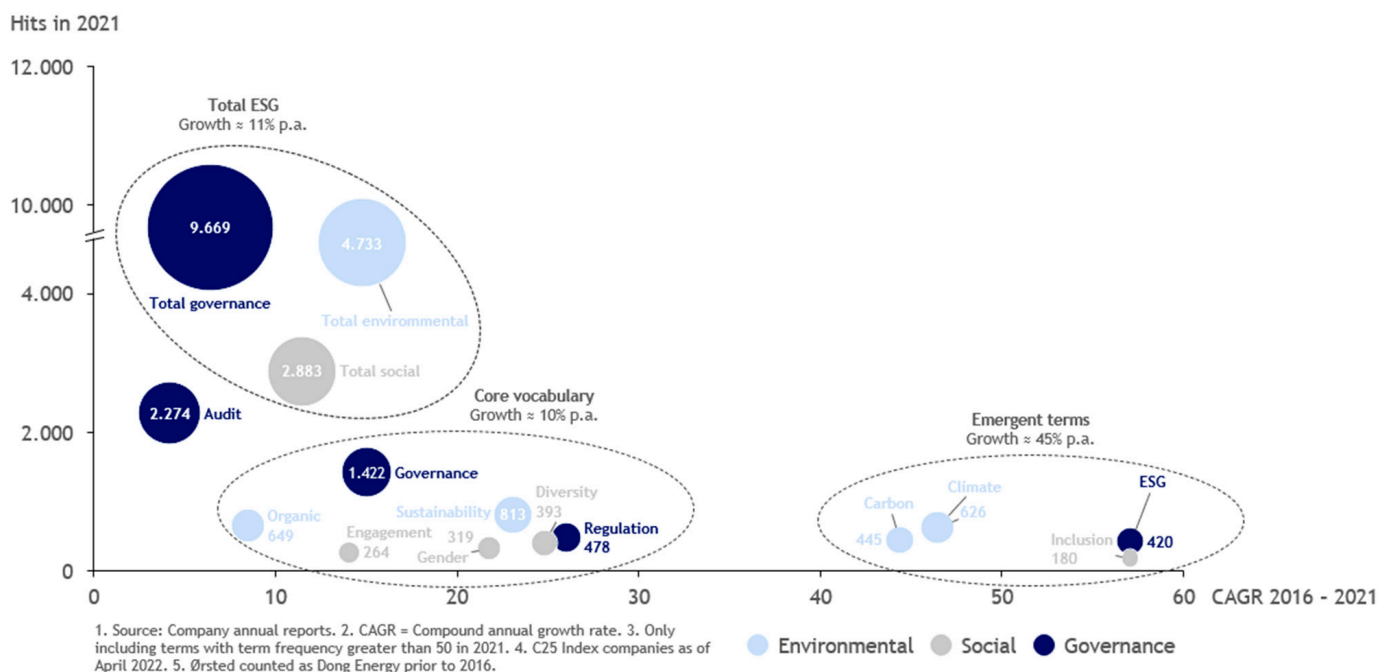 Hits in 2021
12.000
Total ESG
Growth ≈ 11% p.a.
10.000
9.669
4.733
4.000
Total governance
Total envirommental
2.883
Total social
2.274
Audit
Core vocabulary
Growth ≈ 10% p.a.
2.000
Emergent terms
Growth ≈ 45% p.a.
1.422
Governance
Diversity
393
Sustainability
813
Organic
649
Engagement
264
319
Gender
Regulation
478
Climate
626
Carbon
445
ESG
420
Inclusion
180
0
0
10
20
30
40
50
60
CAGR 2016 - 2021
1. Source: Company annual reports. 2. CAGR = Compound annual growth rate. 3. Only
including terms with term frequency greater than 50 in 2021. 4. C25 Index companies as of
April 2022. 5. Ørsted counted as Dong Energy prior to 2016.
Environmental
Social
Governance